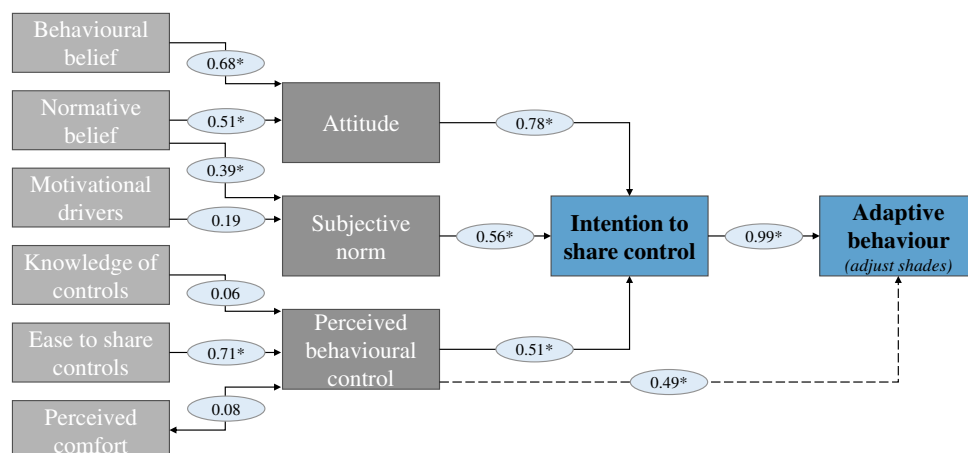 Behavioural
belief
0.68*
Normative
belief
0.51*
Attitude
0.78*
0.39*
Motivational
drivers
0.19
Subjective
norm
0.56*
Intention to
share control
0.99*
Adaptive
behaviour
(adjust shades)
Knowledge of
controls
0.06
Ease to share
controls
0.71*
Perceived
behavioural
control
0.51*
0.49*
0.08
Perceived
comfort